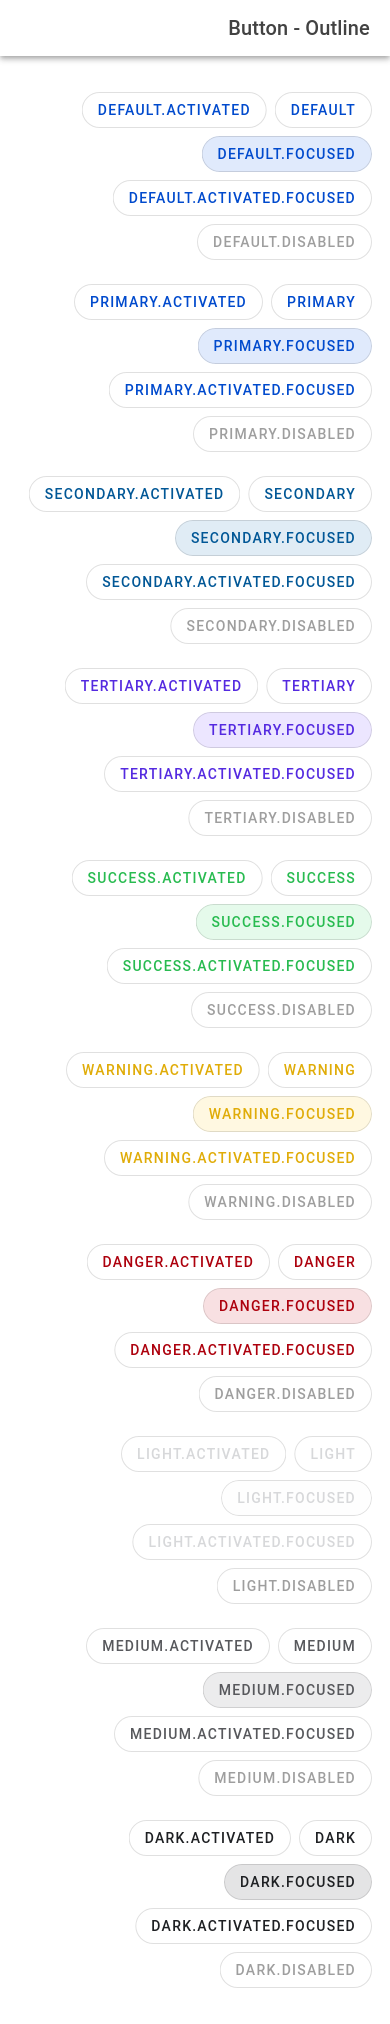 Button - Outline
DEFAULT.ACTIVATED DEFAULT
DEFAULT.FOCUSED
DEFAULT.ACTIVATED.FOCUSED
DEFAULT.DISABLED
PRIMARY.ACTIVATED PRIMARY
PRIMARY.FOCUSED
PRIMARY.ACTIVATED.FOCUSED
PRIMARY.DISABLED
SECONDARY.ACTIVATED SECONDARY
SECONDARY.FOCUSED
SECONDARY.ACTIVATED.FOCUSED
SECONDARY.DISABLED
TERTIARY.ACTIVATED TERTIARY
TERTIARY.FOCUSED
TERTIARY.ACTIVATED.FOCUSED
TERTIARY.DISABLED
SUCCESS.ACTIVATED SUCCESS
SUCCESS.FOCUSED
SUCCESS.ACTIVATED.FOCUSED
SUCCESS.DISABLED
WARNING.ACTIVATED WARNING
WARNING.FOCUSED
WARNING.ACTIVATED.FOCUSED
WARNING.DISABLED
DANGER.ACTIVATED DANGER
DANGER.FOCUSED
DANGER.ACTIVATED.FOCUSED
DANGER.DISABLED
LIGHT.ACTIVATED LIGHT
LIGHT.FOCUSED
LIGHT.ACTIVATED.FOCUSED
LIGHT.DISABLED
MEDIUM.ACTIVATED MEDIUM
MEDIUM.FOCUSED
MEDIUM.ACTIVATED.FOCUSED
MEDIUM.DISABLED
DARK.ACTIVATED DARK
DARK.FOCUSED
DARK.ACTIVATED.FOCUSED
DARK.DISABLED